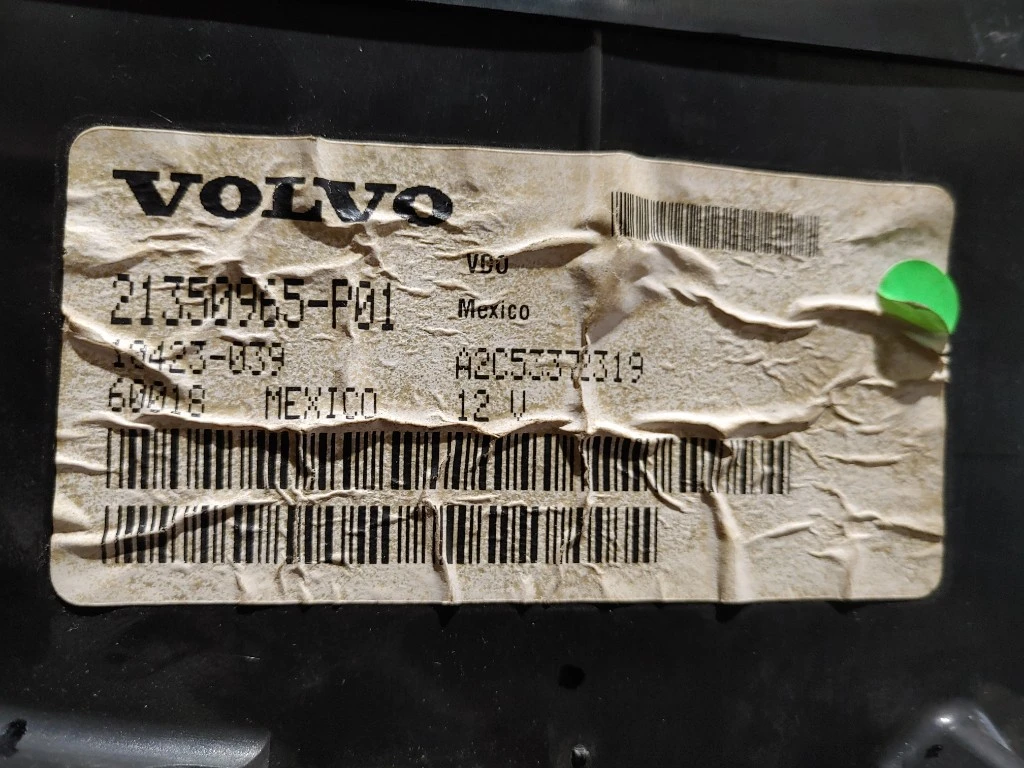 VOLVO
VDO
21350965-P01
Mexico
10423-039
A2C53372319
60018 MEXICO
12 V